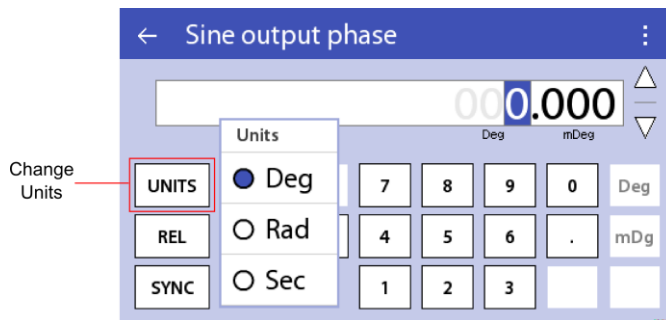 ← Sine output phase
000.000
Deg mDeg
Change
Units
Units
Deg
Rad
Sec
UNITS 7 8 9 0 Deg
REL 4 5 6 . mDg
SYNC 1 2 3